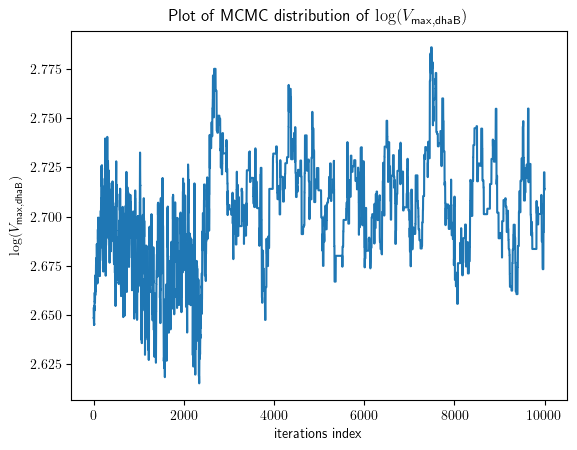 Plot of MCMC distribution of log(V_max,dhaB)
2.775
2.750
2.725
2.700
2.675
2.650
2.625
log(V_max,dhaB)
0 2000 4000 6000 8000 10000
iterations index